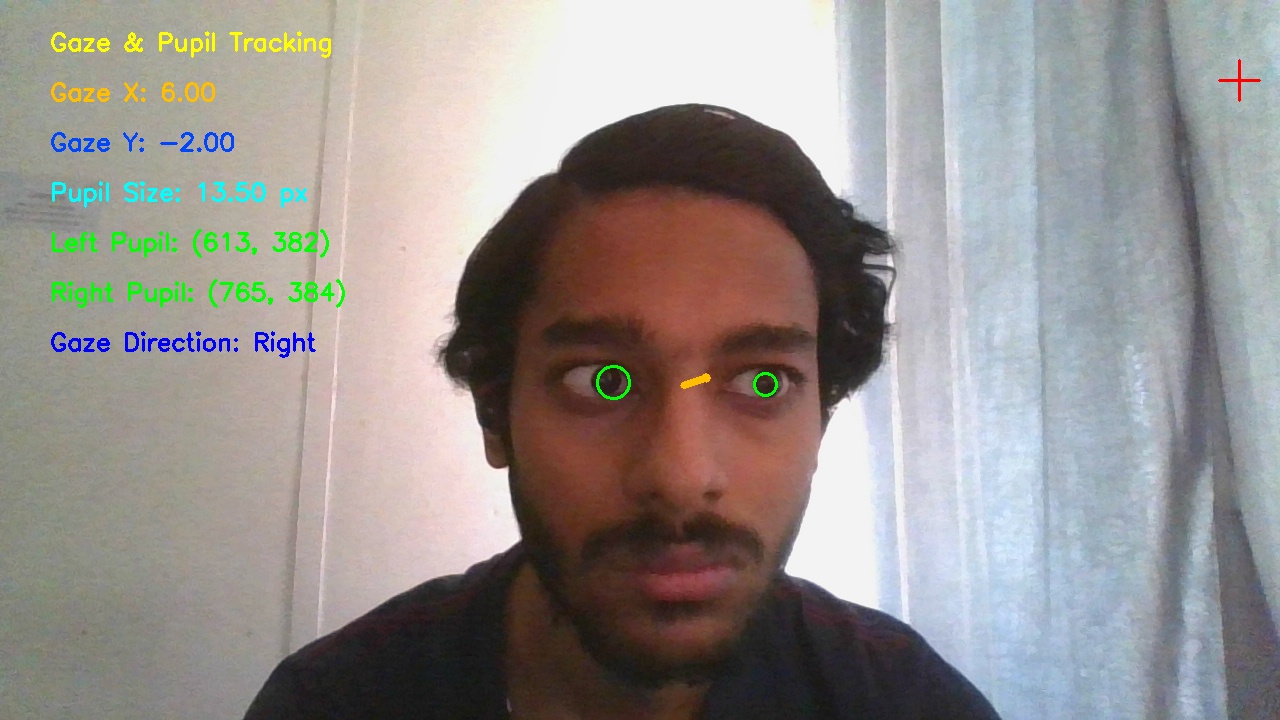 Gaze & Pupil Tracking
Gaze X: 6.00
Gaze Y: -2.00
Pupil Size: 13.50 px
Left Pupil: (613, 382)
Right Pupil: (765, 384)
Gaze Direction: Right